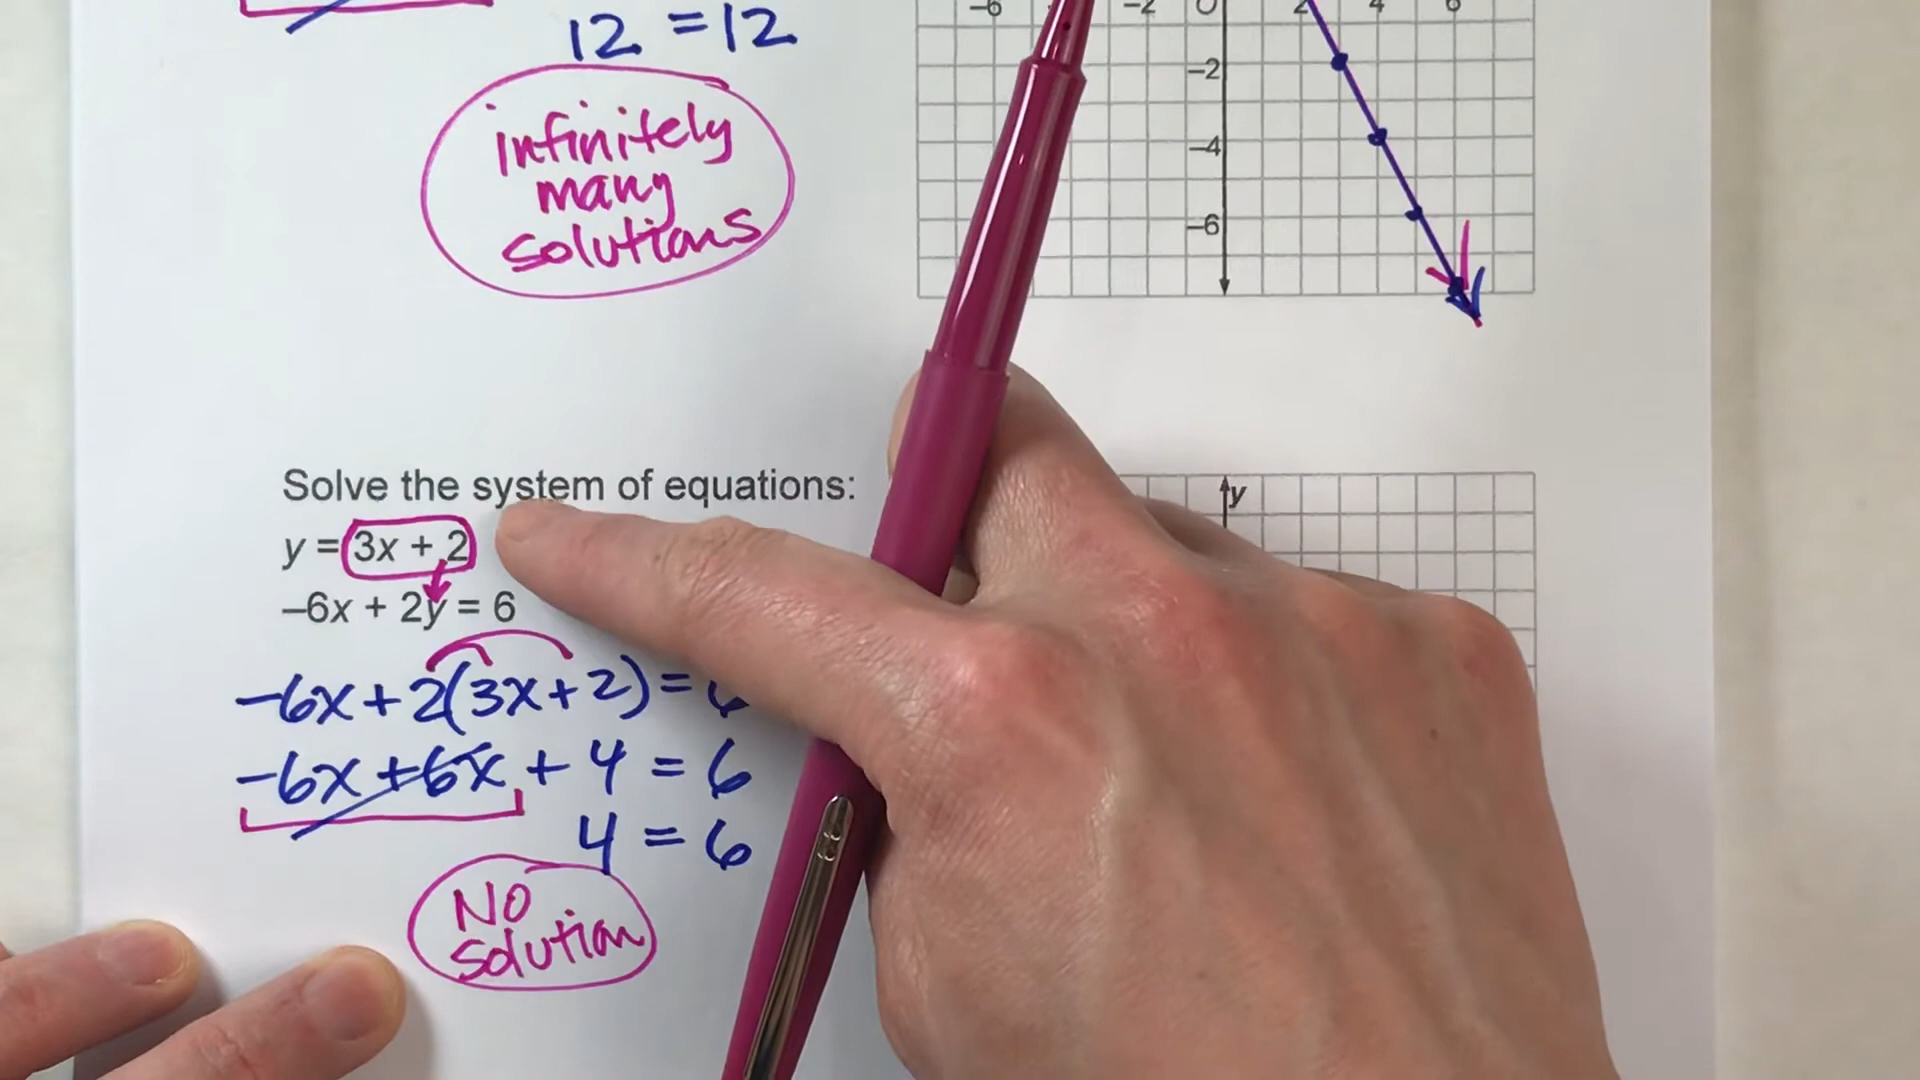 12 = 12
infinitely
many
solutions
-6 -2 O 2 4 6
-2
-4
-6
Solve the system of equations:
y = 3x + 2
–6x + 2y = 6
-6x + 2(3x + 2) = 6
-6x + 6x + 4 = 6
4 = 6
No
solution
y